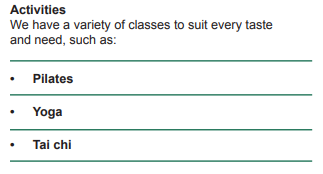 Activities
We have a variety of classes to suit every taste
and need, such as:
• Pilates
• Yoga
• Tai chi